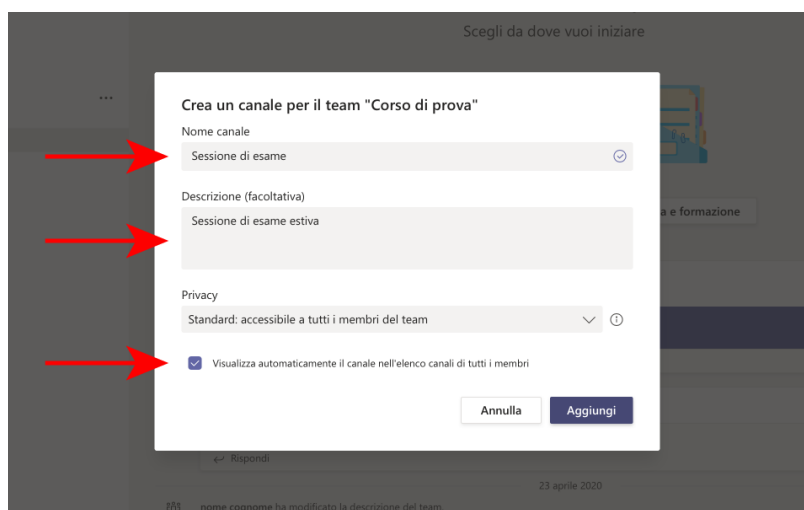 Scegli da dove vuoi iniziare
...
Crea un canale per il team "Corso di prova"
Nome canale
Sessione di esame
Descrizione (facoltativa)
Sessione di esame estiva
a e formazione
Privacy
Standard: accessibile a tutti i membri del team
Visualizza automaticamente il canale nell'elenco canali di tutti i membri
Annulla
Aggiungi
Rispondi
23 aprile 2020
nome cognome ha modificato la descrizione del team.